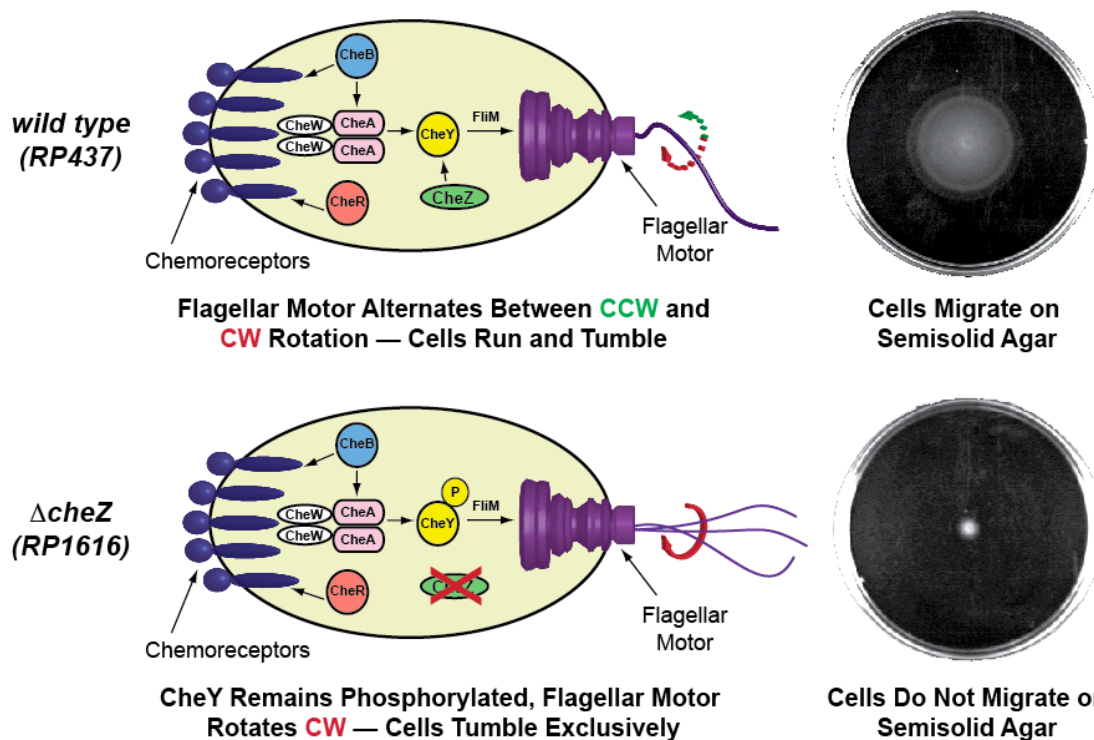 wild type
(RP437)
CheB
CheW
CheA
CheW
CheA
CheY
FliM
CheZ
CheR
Chemoreceptors
Flagellar
Motor
Flagellar Motor Alternates Between CCW and
CW Rotation — Cells Run and Tumble
Cells Migrate on
Semisolid Agar
ΔcheZ
(RP1616)
CheB
P
CheW
CheA
CheW
CheA
CheY
FliM
CheZ
CheR
Chemoreceptors
Flagellar
Motor
CheY Remains Phosphorylated, Flagellar Motor
Rotates CW — Cells Tumble Exclusively
Cells Do Not Migrate o
Semisolid Agar